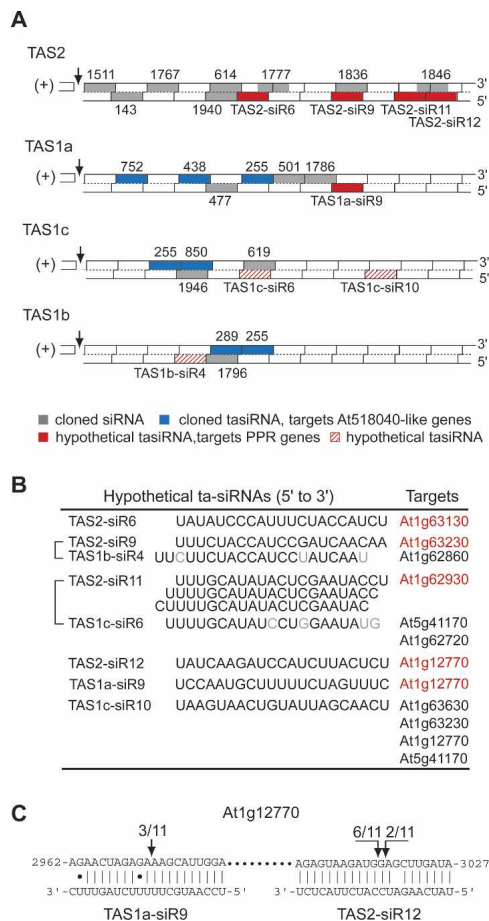 A
TAS2
1511 1767 614 1777 1836 1846 3'
(+)
5'
143 1940 TAS2-siR6 TAS2-siR9 TAS2-siR11
TAS2-siR12
TAS1a
752 438 255 501 1786
3'
(+)
5'
477 TAS1a-siR9
TAS1c
255 850 619
3'
(+)
5'
1946 TAS1c-siR6 TAS1c-siR10
TAS1b
289 255
3'
(+)
5'
TAS1b-siR4 1796
cloned siRNA cloned tasiRNA, targets At518040-like genes
hypothetical tasiRNA,targets PPR genes hypothetical tasiRNA
B
Hypothetical ta-siRNAs (5' to 3') Targets
TAS2-siR6 UAUAUCCCAUUUCUACCAUCU At1g63130
TAS2-siR9 UUUCUACCAUCCGAUCAACAA At1g63230
TAS1b-siR4 UUCUUCUACCAUCCUAUCAAU At1g62860
TAS2-siR11 UUUUGCAUAUACUCGAAUACCU At1g62930
UUUUGCAUAUACUCGAAUACC
CUUUUGCAUAUACUCGAAUAC
TAS1c-siR6 UUUUGCAUAUCCUGGAAUAUG At5g41170
At1g62720
TAS2-siR12 UAUCAAGAUCCAUCUUACUCU At1g12770
TAS1a-siR9 UCCAAUGCUUUUUCUAGUUUC At1g12770
TAS1c-siR10 UAAGUAACUGUAUUAGCAACU At1g63630
At1g63230
At1g12770
At5g41170
C
At1g12770
3/11 6/11 2/11
2962-AGAACUAGAGAAAGCAUUGGA••••••••••AGAGUAAGAUGGAGCUUGAUA-3027
3'-CUUUGAUCUUUUUCGUAACCU-5' UCUCAUUCUACCUAGAACUAU-5'
TAS1a-siR9 TAS2-siR12